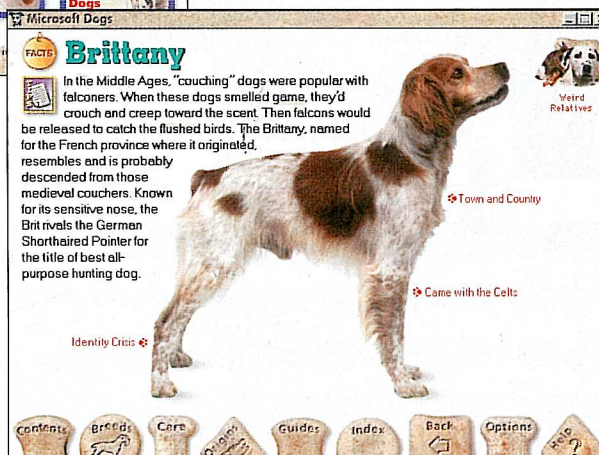 Dogs
Microsoft Dogs
FACTS
Brittany
In the Middle Ages, "couching" dogs were popular with
falconers. When these dogs smelled game, they'd
crouch and creep toward the scent. Then falcons would
be released to catch the flushed birds. The Brittany, named
for the French province where it originated,
resembles and is probably
descended from those
medieval couchers. Known
for its sensitive nose, the
Brit rivals the German
Shorthaired Pointer for
the title of best all-
purpose hunting dog.
Weird
Relatives
Town and Country
Came with the Celts
Identity Crisis
Contents
Breeds
Care
Origins
Guides
Index
Back
Options
Help